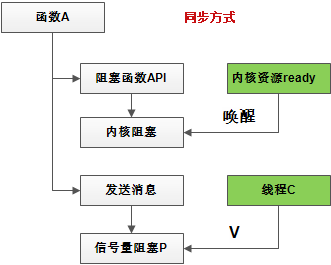 函数A
同步方式
阻塞函数API
内核资源ready
唤醒
内核阻塞
发送消息
线程C
V
信号量阻塞P